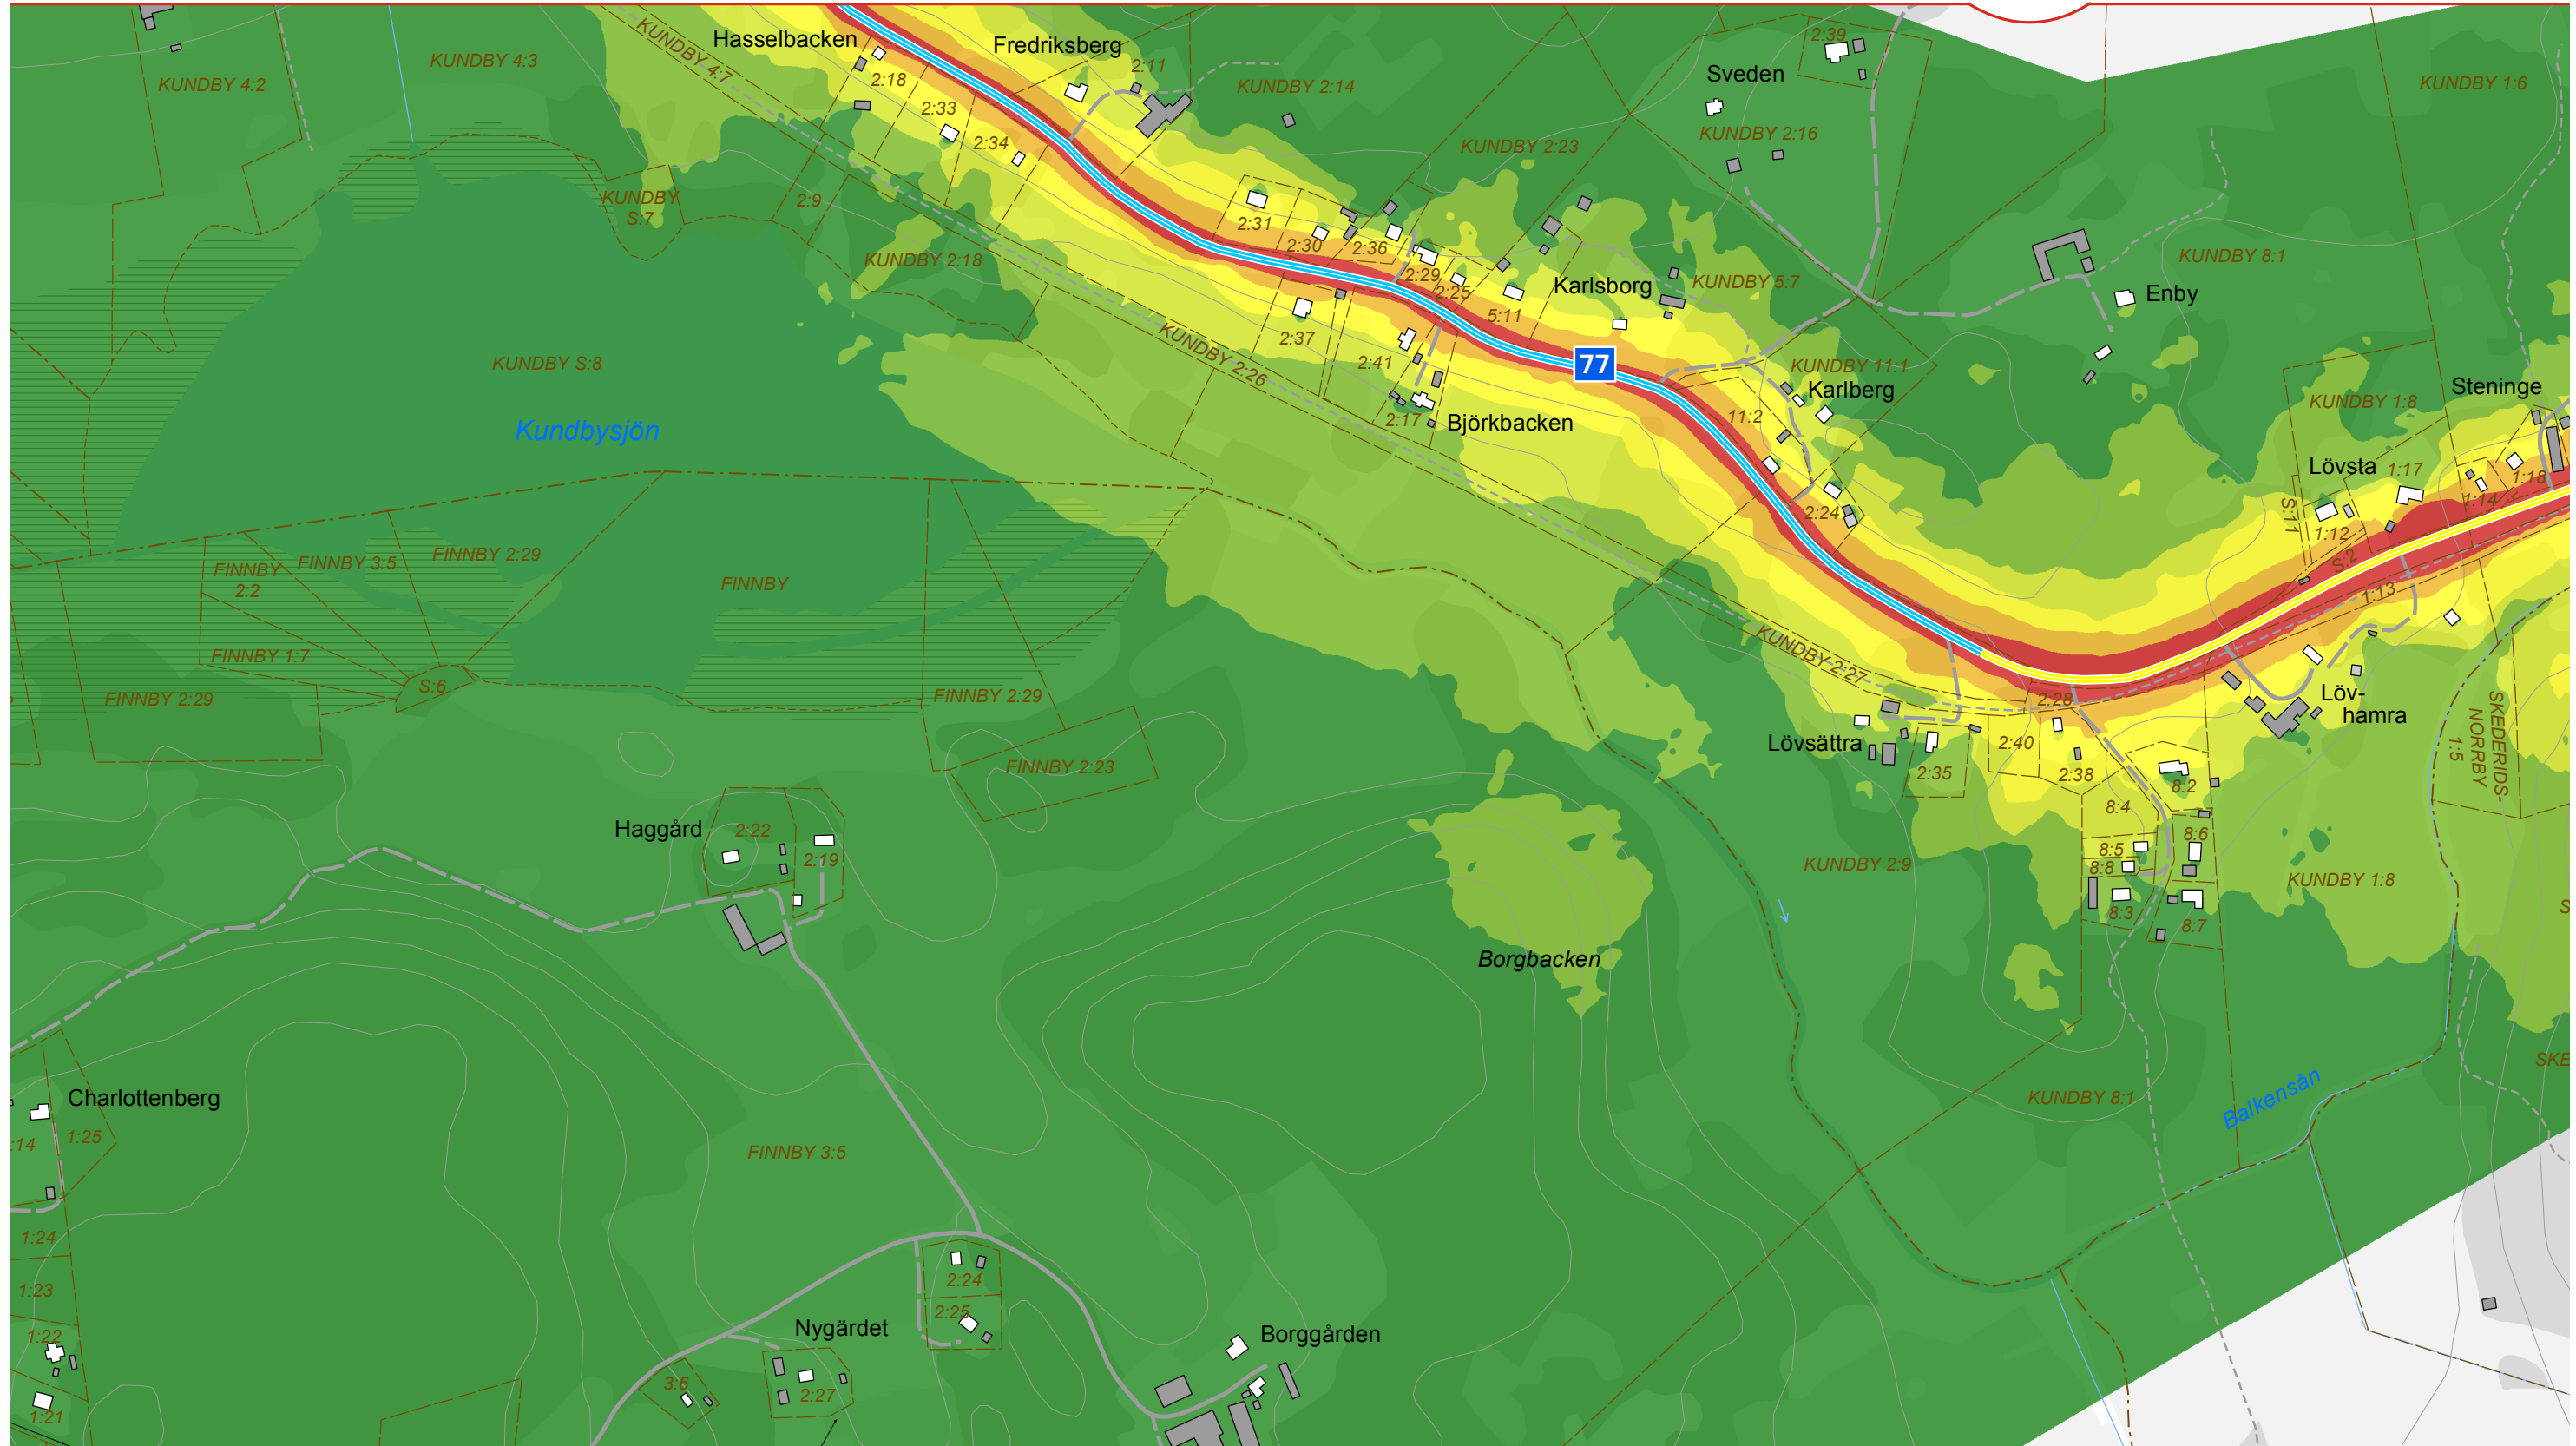 Hasselbacken
Fredriksberg
KUNDBY 4:7
KUNDBY 4:2
KUNDBY 4:3
2:18
2:11
KUNDBY 2:14
2:33
2:34
2:39
Sveden
KUNDBY 2:16
KUNDBY 2:23
KUNDBY 1:6
KUNDBY
S:7
2:9
KUNDBY 2:18
2:31
2:30
2:36
2:29
2:25
5:11
Karlsborg
KUNDBY 5:7
KUNDBY 8:1
Enby
KUNDBY S:8
Kundbysjön
KUNDBY 2:26
2:37
2:41
2:17
Björkbacken
77
KUNDBY 11:1
Karlberg
11:2
2:24
Steninge
KUNDBY 1:8
Lövsta
1:17
1:18
1:14
S:11
1:12
S:2
1:13
FINNBY
2:2
FINNBY 3:5
FINNBY 2:29
FINNBY
FINNBY 1:7
S:6
FINNBY 2:29
FINNBY 2:29
FINNBY 2:23
KUNDBY 2:27
2:28
Löv-
hamra
SKEDERIDS-
NORRBY
1:5
Lövsättra
2:40
2:35
2:38
8:2
8:4
8:6
8:5
8:8
8:3
8:7
KUNDBY 2:9
KUNDBY 1:8
Haggård
2:22
2:19
Borgbacken
S
SKE
KUNDBY 8:1
Balkensån
Charlottenberg
:14
1:25
FINNBY 3:5
1:24
1:23
1:22
1:21
2:24
2:25
Nygärdet
3:6
2:27
Borggården